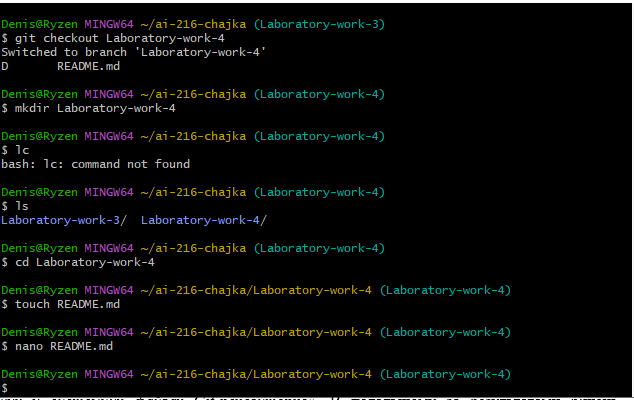 Denis@Ryzen MINGW64 ~/ai-216-chajka (Laboratory-work-3)
$ git checkout Laboratory-work-4
Switched to branch 'Laboratory-work-4'
D       README.md
Denis@Ryzen MINGW64 ~/ai-216-chajka (Laboratory-work-4)
$ mkdir Laboratory-work-4
Denis@Ryzen MINGW64 ~/ai-216-chajka (Laboratory-work-4)
$ lc
bash: lc: command not found
Denis@Ryzen MINGW64 ~/ai-216-chajka (Laboratory-work-4)
$ ls
Laboratory-work-3/  Laboratory-work-4/
Denis@Ryzen MINGW64 ~/ai-216-chajka (Laboratory-work-4)
$ cd Laboratory-work-4
Denis@Ryzen MINGW64 ~/ai-216-chajka/Laboratory-work-4 (Laboratory-work-4)
$ touch README.md
Denis@Ryzen MINGW64 ~/ai-216-chajka/Laboratory-work-4 (Laboratory-work-4)
$ nano README.md
Denis@Ryzen MINGW64 ~/ai-216-chajka/Laboratory-work-4 (Laboratory-work-4)
$